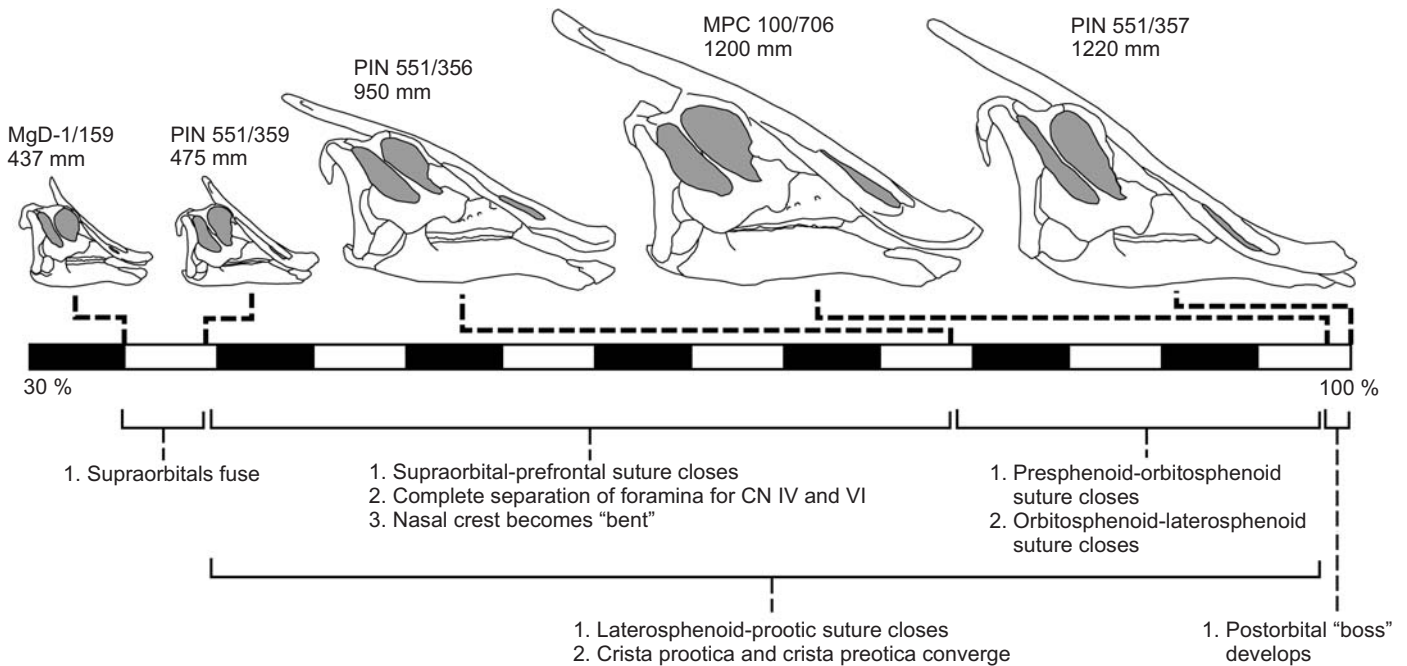 MgD-1/159
437 mm
PIN 551/359
475 mm
PIN 551/356
950 mm
MPC 100/706
1200 mm
PIN 551/357
1220 mm
30 %
100 %
1. Supraorbitals fuse
1. Supraorbital-prefrontal suture closes
2. Complete separation of foramina for CN IV and VI
3. Nasal crest becomes “bent”
1. Presphenoid-orbitosphenoid
suture closes
2. Orbitosphenoid-laterosphenoid
suture closes
1. Laterosphenoid-prootic suture closes
2. Crista prootica and crista preotica converge
1. Postorbital “boss”
develops